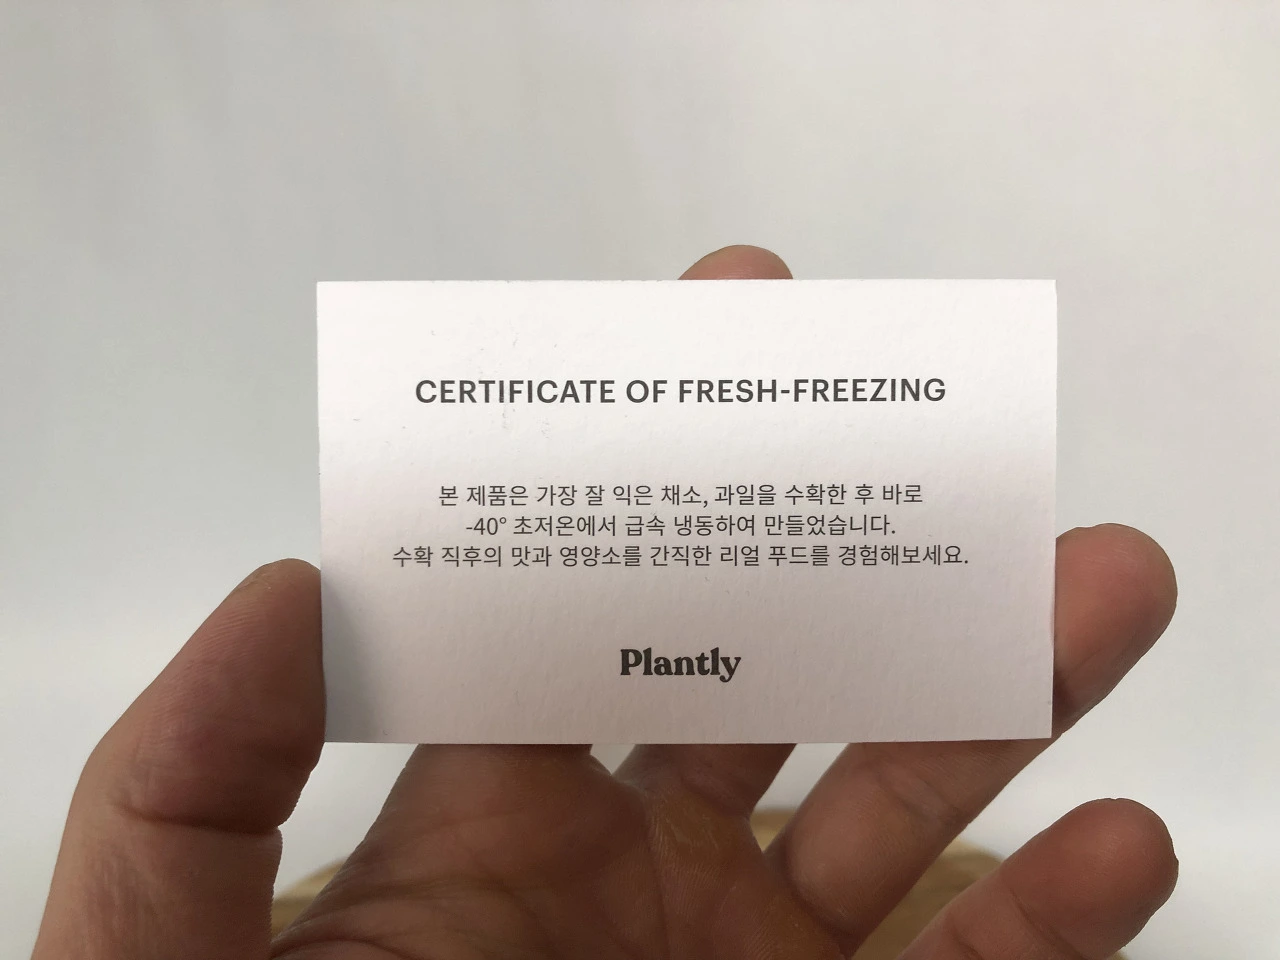 CERTIFICATE OF FRESH-FREEZING
본 제품은 가장 잘 익은 채소, 과일을 수확한 후 바로
-40° 초저온에서 급속 냉동하여 만들었습니다.
수확 직후의 맛과 영양소를 간직한 리얼 푸드를 경험해보세요.
Plantly